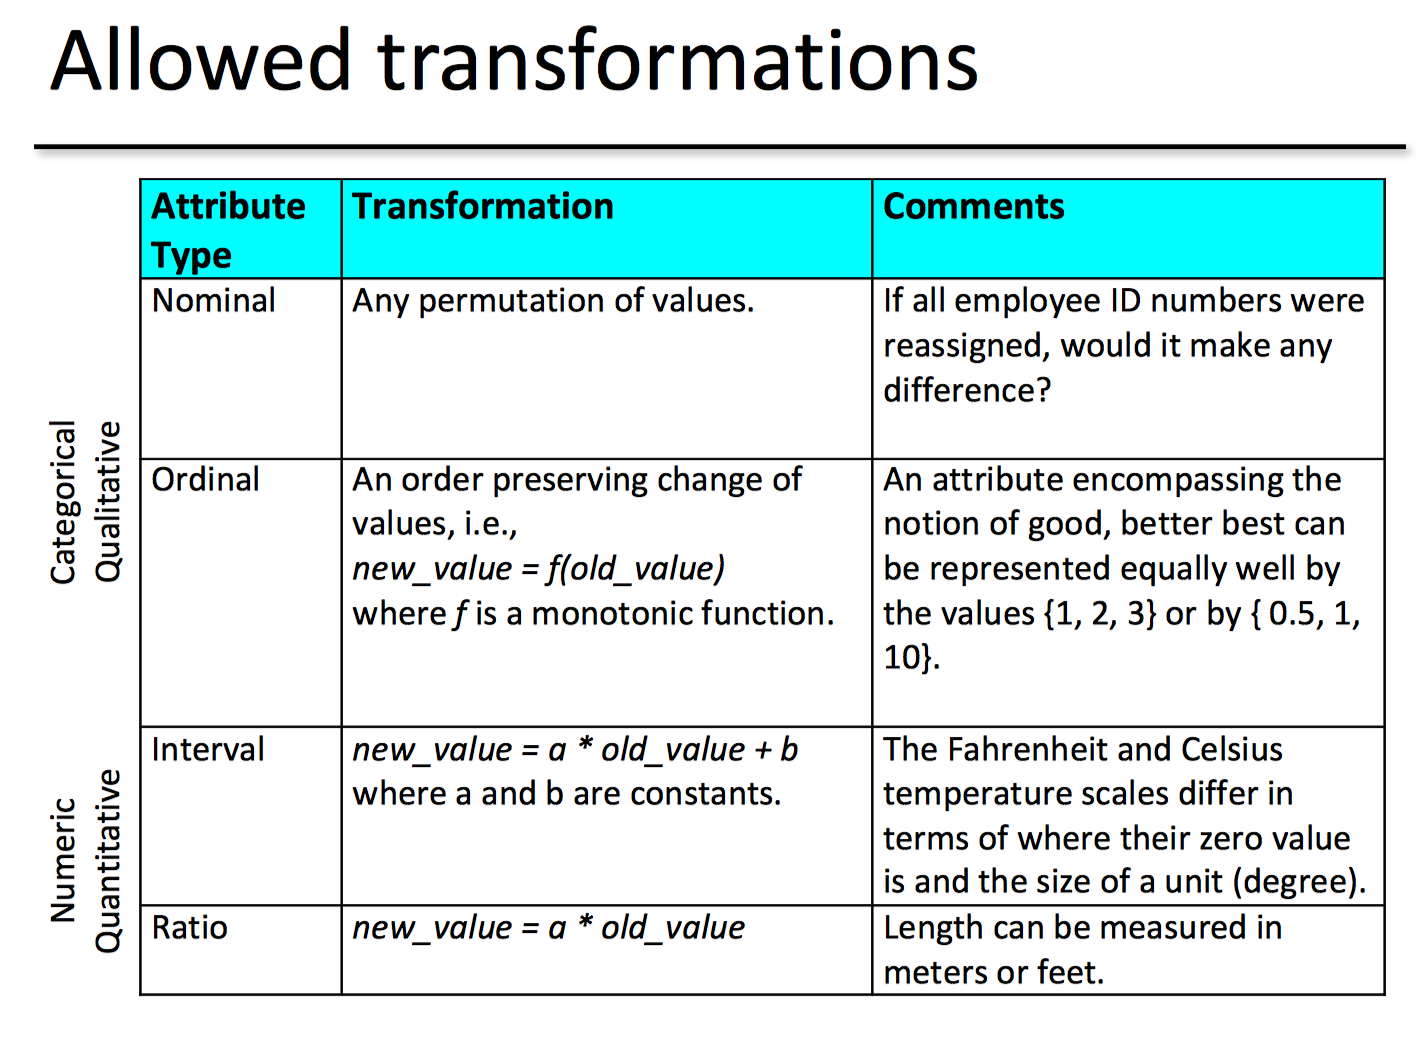 Allowed transformations
Attribute
Type
Transformation
Comments
Categorical
Qualitative
Nominal
Any permutation of values.
If all employee ID numbers were
reassigned, would it make any
difference?
Ordinal
An order preserving change of
values, i.e.,
new_value = f(old_value)
where f is a monotonic function.
An attribute encompassing the
notion of good, better best can
be represented equally well by
the values {1, 2, 3} or by { 0.5, 1,
10}.
Numeric
Quantitative
Interval
new_value = a * old_value + b
where a and b are constants.
The Fahrenheit and Celsius
temperature scales differ in
terms of where their zero value
is and the size of a unit (degree).
Ratio
new_value = a * old_value
Length can be measured in
meters or feet.